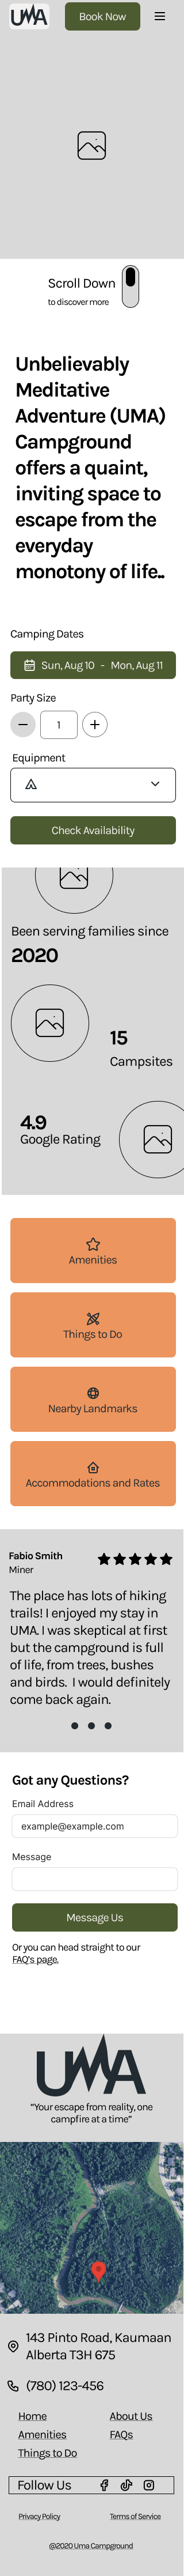 UMA
Book Now
Scroll Down
to discover more
Unbelievably
Meditative
Adventure (UMA)
Campground
offers a quaint,
inviting space to
escape from the
everyday
monotony of life..
Camping Dates
Sun, Aug 10 - Mon, Aug 11
Party Size
1
Equipment
Check Availability
Been serving families since
2020
15
Campsites
4.9
Google Rating
Amenities
Things to Do
Nearby Landmarks
Accommodations and Rates
Fabio Smith
Miner
The place has lots of hiking
trails! I enjoyed my stay in
UMA. I was skeptical at first
but the campground is full
of life, from trees, bushes
and birds. I would definitely
come back again.
Got any Questions?
Email Address
example@example.com
Message
Message Us
Or you can head straight to our
FAQ's page.
UMA
“Your escape from reality, one
campfire at a time”
143 Pinto Road, Kaumaan
Alberta T3H 675
(780) 123-456
Home
About Us
Amenities
FAQs
Things to Do
Follow Us
Privacy Policy
Terms of Service
@2020 Uma Campground